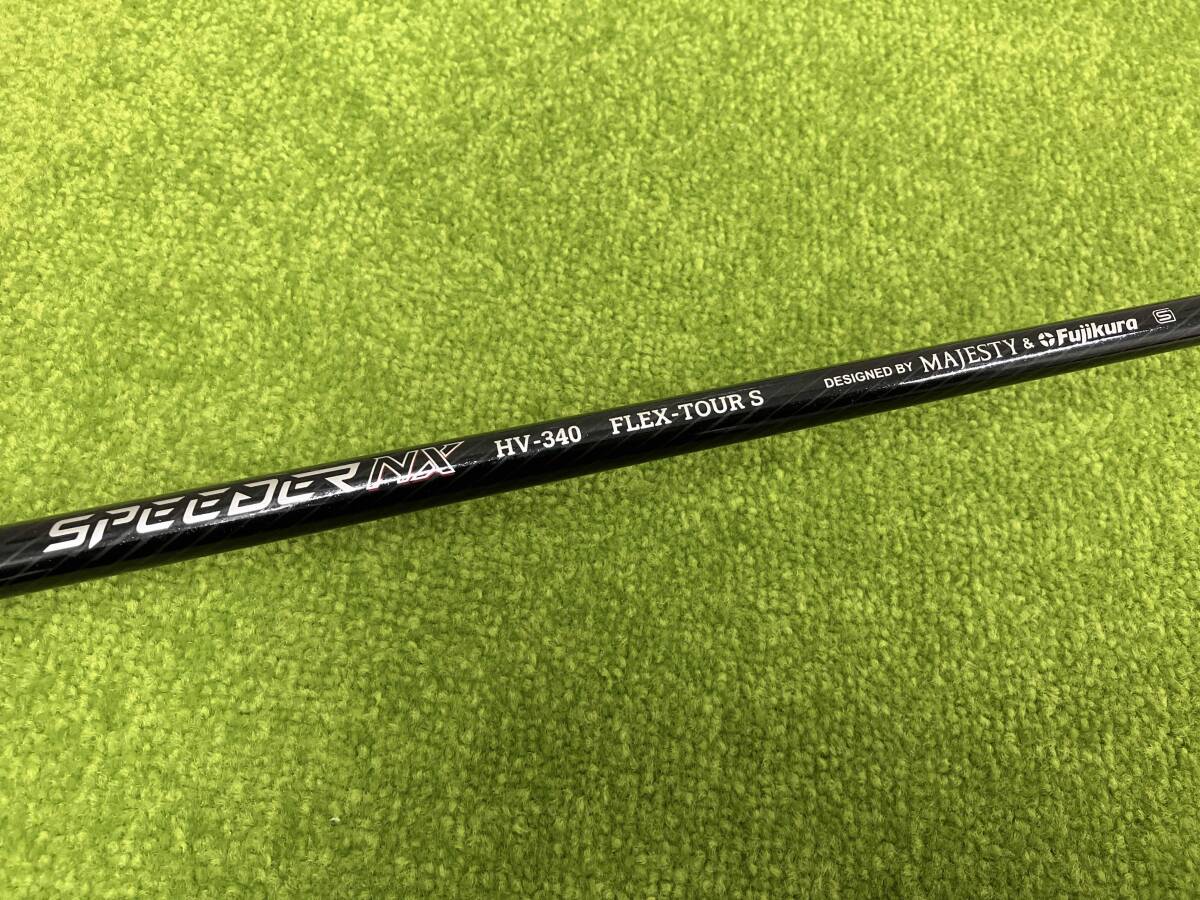 SPEEDER NX HV-340 FLEX-TOUR S DESIGNED BY MAJESTY & Fujikura S